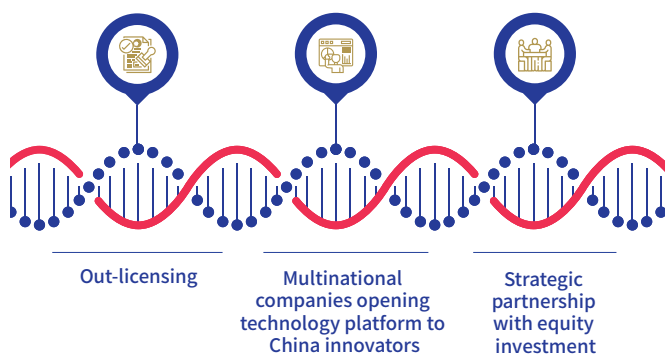 Out-licensing
Multinational
companies opening
technology platform to
China innovators
Strategic
partnership
with equity
investment